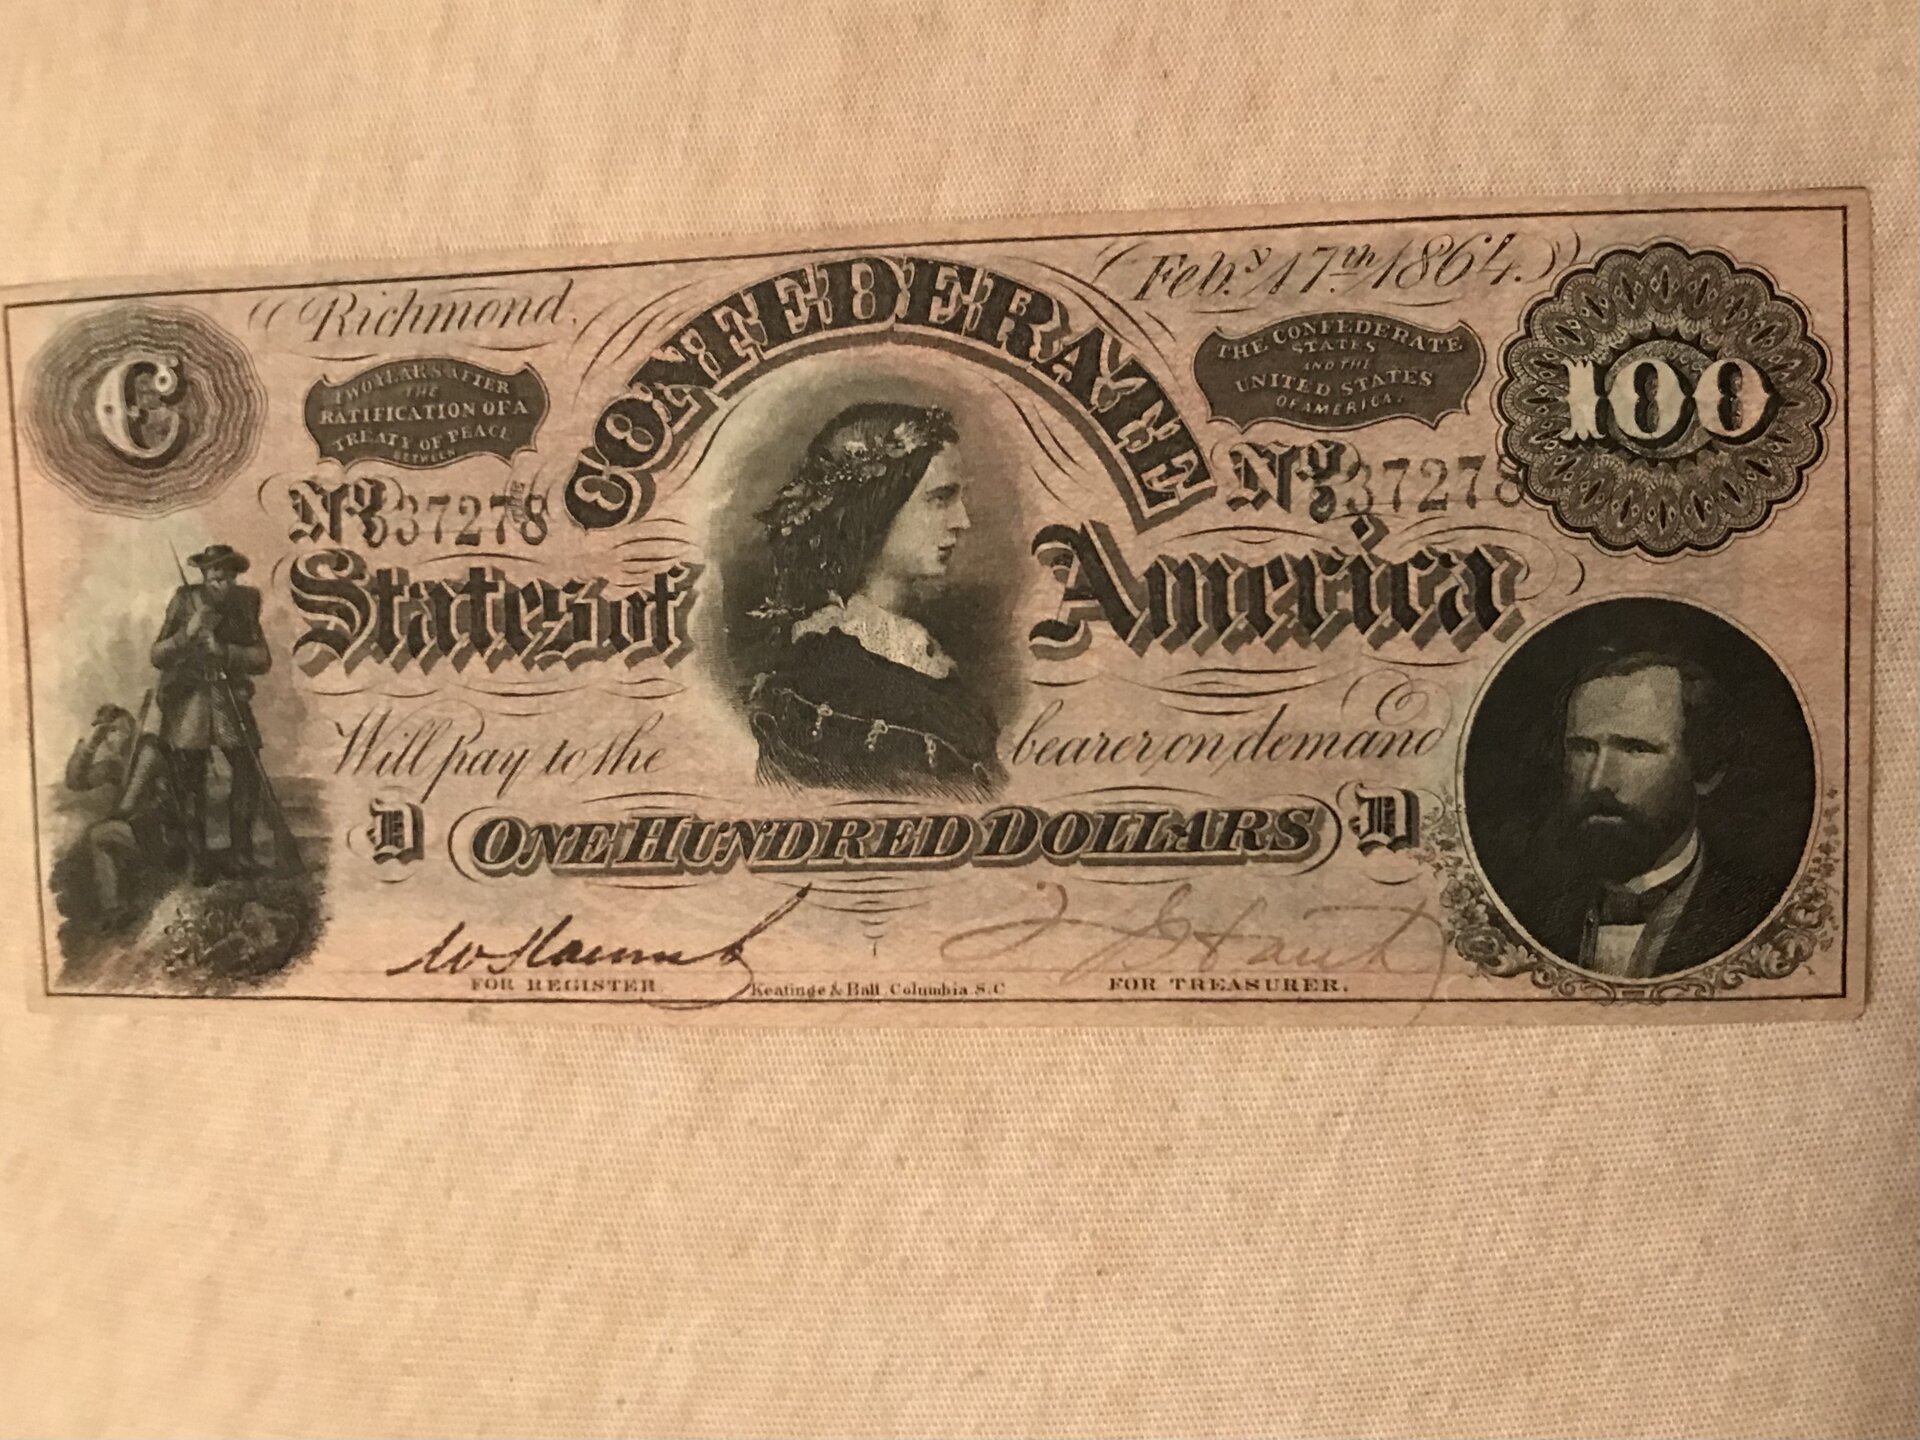 Richmond,
Feb.y 17.th 1864.
C
100
TWO YEARS AFTER
THE
RATIFICATION OF A
TREATY OF PEACE
BETWEEN
THE CONFEDERATE
STATES
AND THE
UNITED STATES
OF AMERICA.
CONFEDERATE
No 37278
No 37278
States of America
Will pay to the bearer on demand
D ONE HUNDRED DOLLARS D
FOR REGISTER
Keatinge & Ball, Columbia S.C
FOR TREASURER.